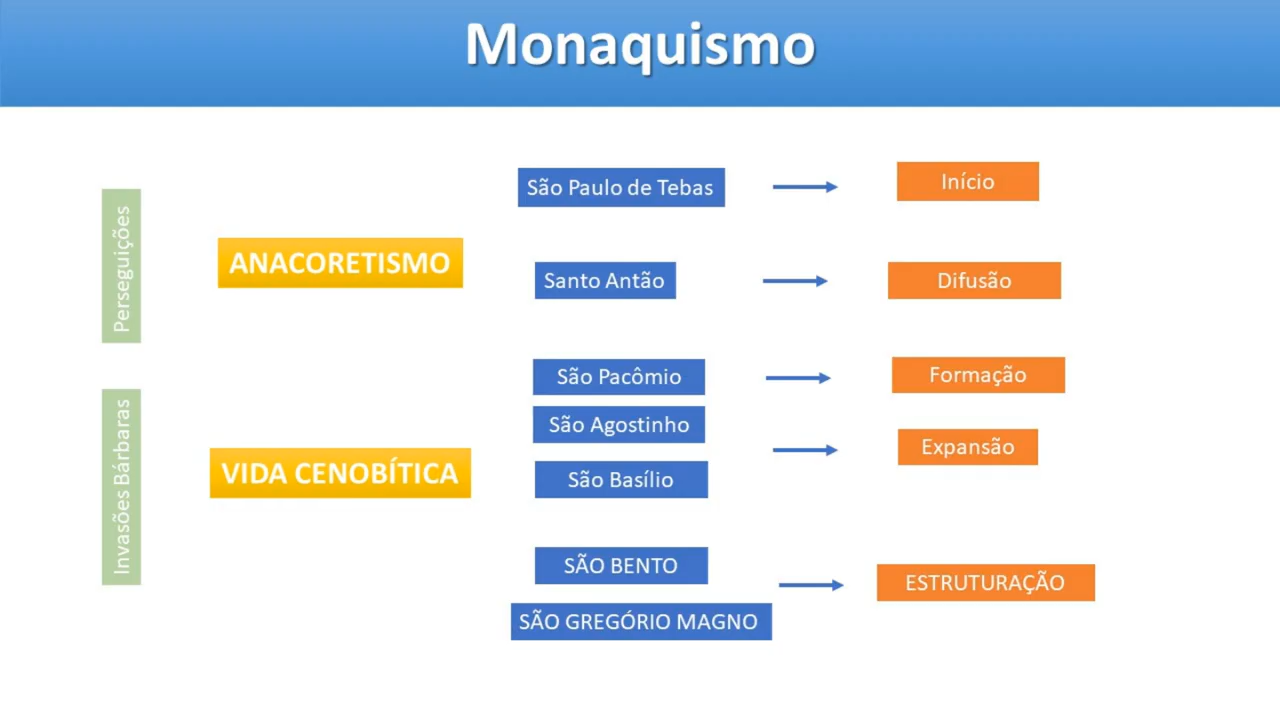 Monaquismo
Perseguições
ANACORETISMO
São Paulo de Tebas
Início
Santo Antão
Difusão
Invasões Bárbaras
VIDA CENOBÍTICA
São Pacômio
Formação
São Agostinho
São Basílio
Expansão
SÃO BENTO
SÃO GREGÓRIO MAGNO
ESTRUTURAÇÃO